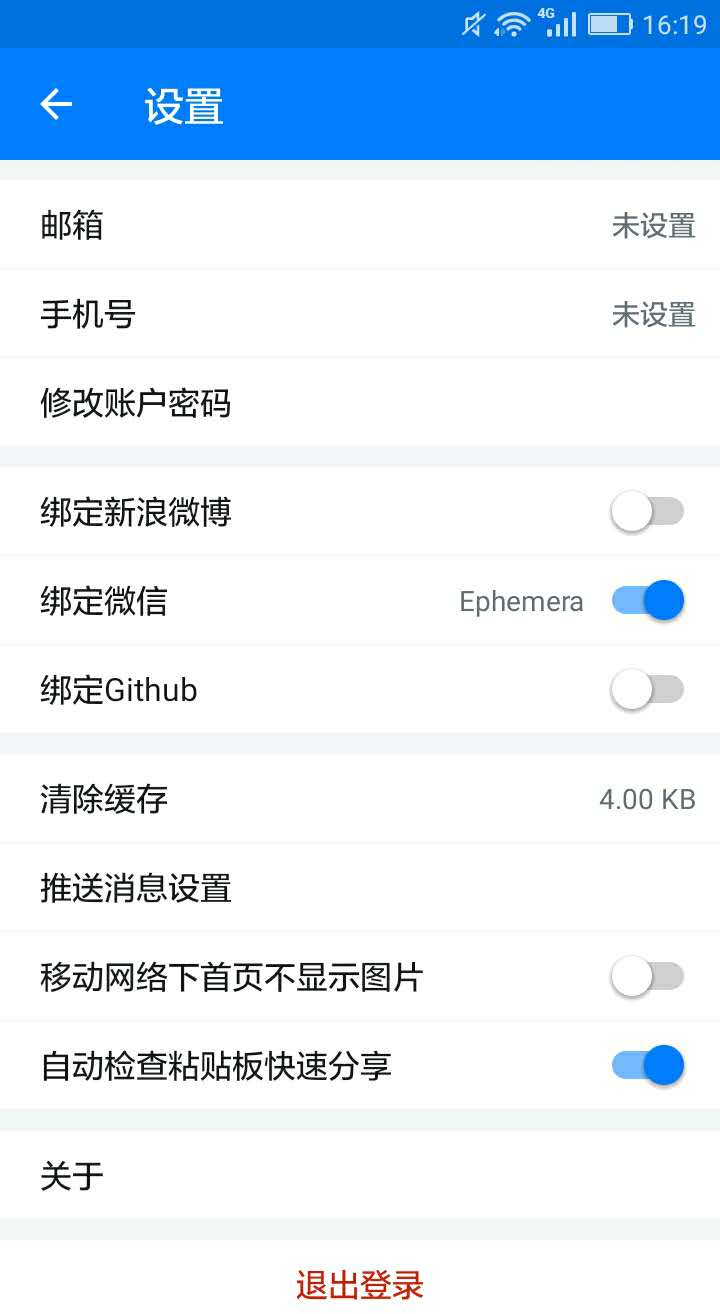 4G 16:19
设置
邮箱 未设置
手机号 未设置
修改账户密码
绑定新浪微博
绑定微信 Ephemera
绑定Github
清除缓存 4.00 KB
推送消息设置
移动网络下首页不显示图片
自动检查粘贴板快速分享
关于
退出登录